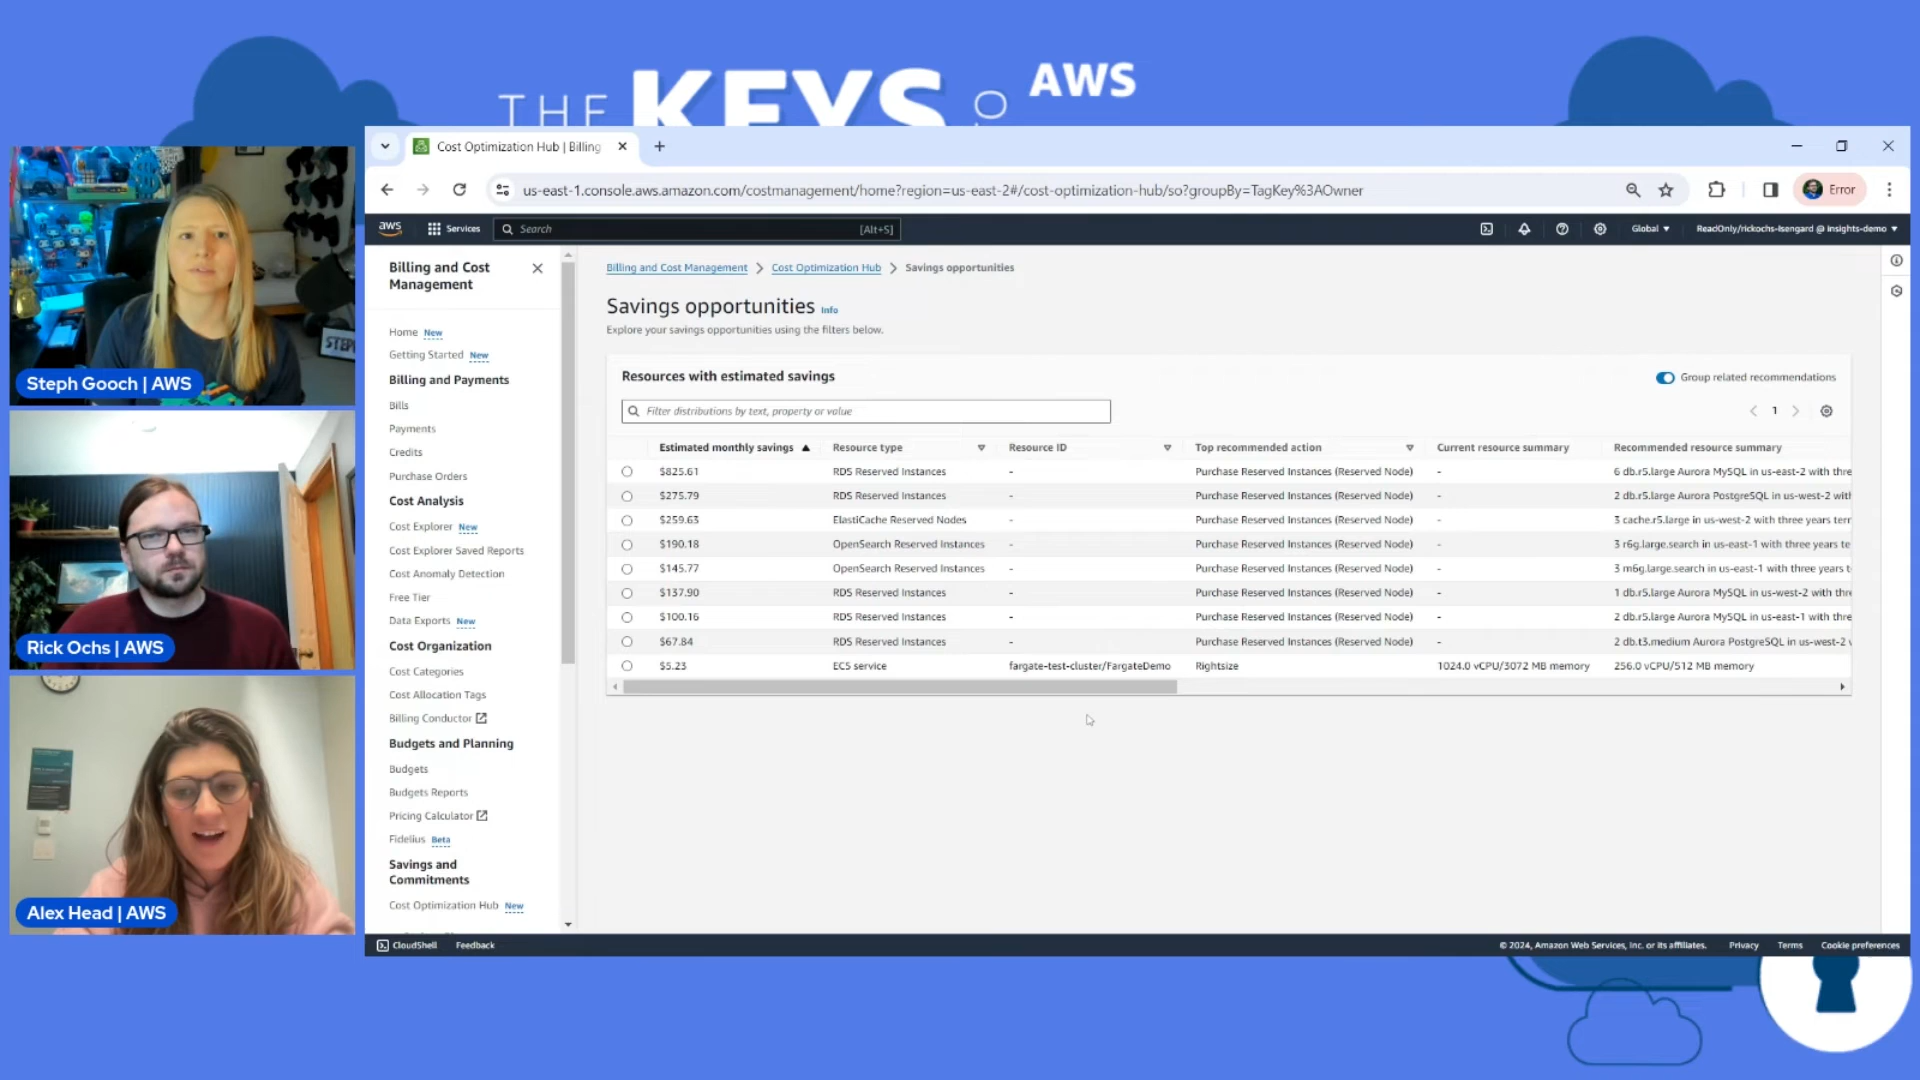 THE KEYS TO AWS
Cost Optimization Hub | Billing
us-east-1.console.aws.amazon.com/costmanagement/home?region=us-east-2#/cost-optimization-hub/so?groupBy=TagKey%3AOwner
Error
aws
Services
Search
[Alt+S]
Global
ReadOnly/rickochs-Isengard @ insights-demo
Steph Gooch | AWS
Rick Ochs | AWS
Alex Head | AWS
Billing and Cost
Management
Home New
Getting Started New
Billing and Payments
Bills
Payments
Credits
Purchase Orders
Cost Analysis
Cost Explorer New
Cost Explorer Saved Reports
Cost Anomaly Detection
Free Tier
Data Exports New
Cost Organization
Cost Categories
Cost Allocation Tags
Billing Conductor
Budgets and Planning
Budgets
Budgets Reports
Pricing Calculator
Fidelius Beta
Savings and
Commitments
Cost Optimization Hub New
Billing and Cost Management > Cost Optimization Hub > Savings opportunities
Savings opportunities Info
Explore your savings opportunities using the filters below.
Resources with estimated savings
Group related recommendations
Filter distributions by text, property or value
1
Estimated monthly savings Resource type Resource ID Top recommended action Current resource summary Recommended resource summary
$825.61 RDS Reserved Instances - Purchase Reserved Instances (Reserved Node) - 6 db.r5.large Aurora MySQL in us-east-2 with thre
$275.79 RDS Reserved Instances - Purchase Reserved Instances (Reserved Node) - 2 db.r5.large Aurora PostgreSQL in us-west-2 with
$259.63 ElastiCache Reserved Nodes - Purchase Reserved Instances (Reserved Node) - 3 cache.r5.large in us-west-2 with three years terr
$190.18 OpenSearch Reserved Instances - Purchase Reserved Instances (Reserved Node) - 3 r6g.large.search in us-east-1 with three years te
$145.77 OpenSearch Reserved Instances - Purchase Reserved Instances (Reserved Node) - 3 m6g.large.search in us-east-1 with three years t
$137.90 RDS Reserved Instances - Purchase Reserved Instances (Reserved Node) - 1 db.r5.large Aurora MySQL in us-west-2 with thre
$100.16 RDS Reserved Instances - Purchase Reserved Instances (Reserved Node) - 2 db.r5.large Aurora MySQL in us-east-1 with thre
$67.84 RDS Reserved Instances - Purchase Reserved Instances (Reserved Node) - 2 db.t3.medium Aurora PostgreSQL in us-west-2 v
$5.23 ECS service fargate-test-cluster/FargateDemo Rightsize 1024.0 vCPU/3072 MB memory 256.0 vCPU/512 MB memory
CloudShell Feedback
© 2024, Amazon Web Services, Inc. or its affiliates. Privacy Terms Cookie preferences